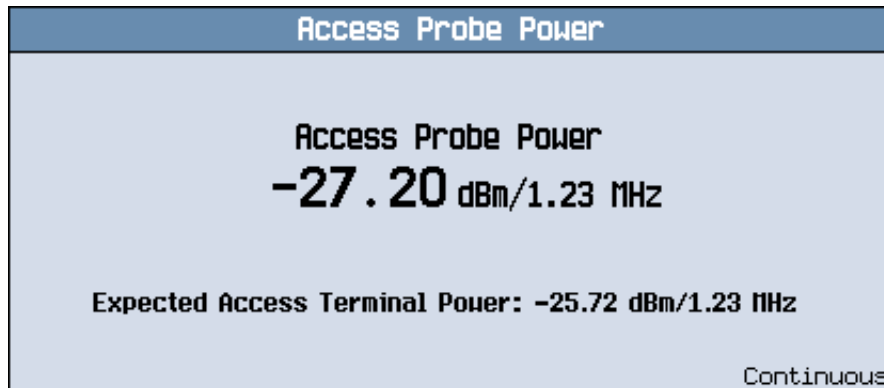 Access Probe Power
Access Probe Power
-27.20 dBm/1.23 MHz
Expected Access Terminal Power: -25.72 dBm/1.23 MHz
Continuous